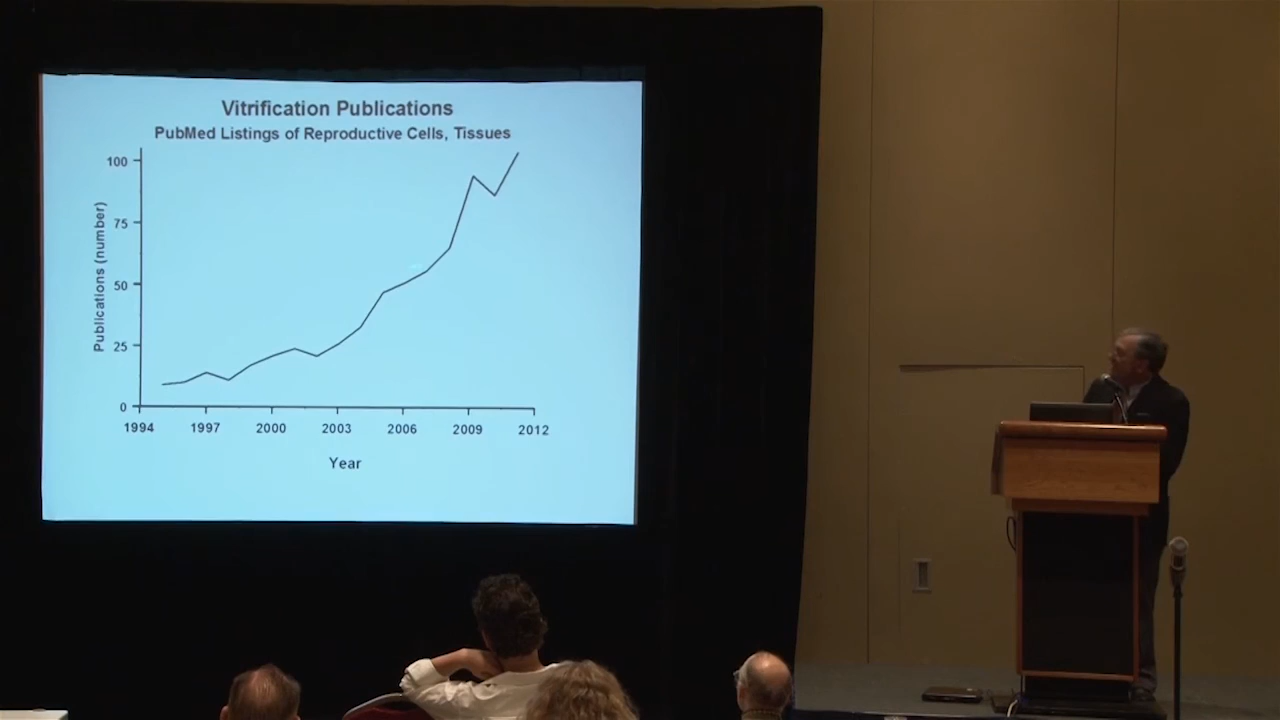 Vitrification Publications
PubMed Listings of Reproductive Cells, Tissues
100
75
50
25
0
Publications (number)
1994 1997 2000 2003 2006 2009 2012
Year